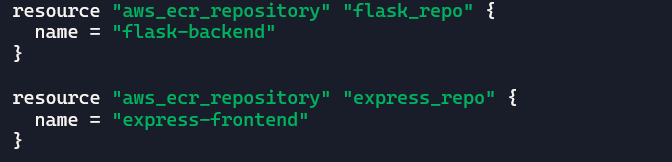 resource "aws_ecr_repository" "flask_repo" {
  name = "flask-backend"
}

resource "aws_ecr_repository" "express_repo" {
  name = "express-frontend"
}